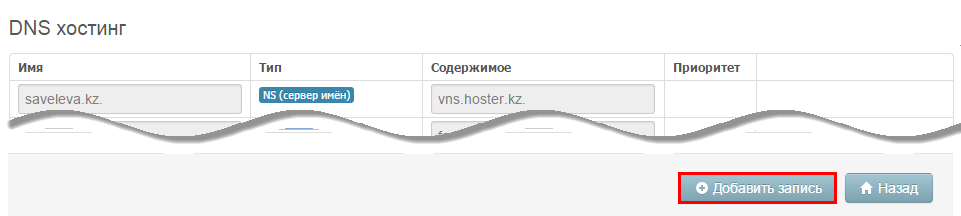 DNS хостинг
Имя Тип Содержимое Приоритет
saveleva.kz. NS (сервер имён) vns.hoster.kz.
Добавить запись Назад